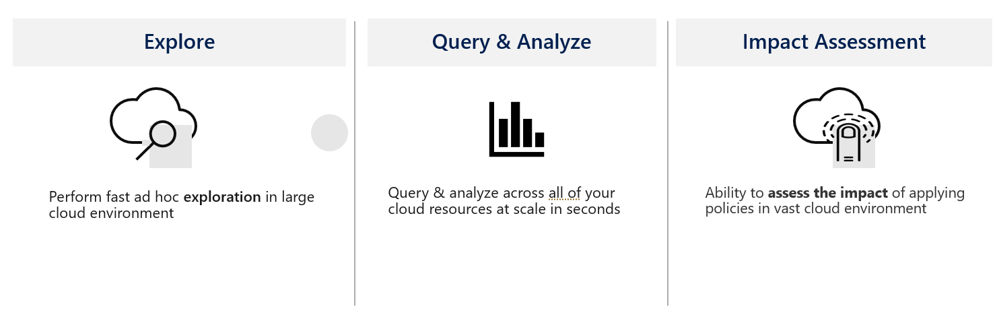 Explore
Perform fast ad hoc exploration in large
cloud environment
Query & Analyze
Query & analyze across all of your
cloud resources at scale in seconds
Impact Assessment
Ability to assess the impact of applying
policies in vast cloud environment